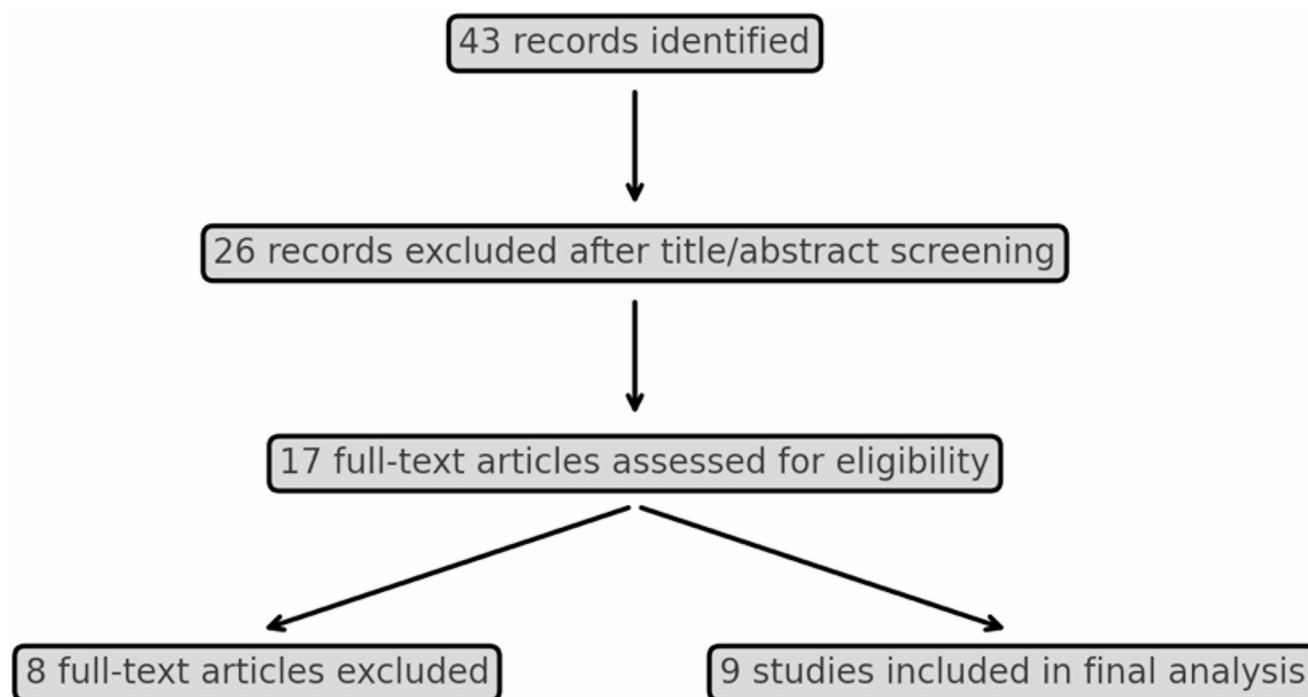 43 records identified
26 records excluded after title/abstract screening
17 full-text articles assessed for eligibility
8 full-text articles excluded
9 studies included in final analysis